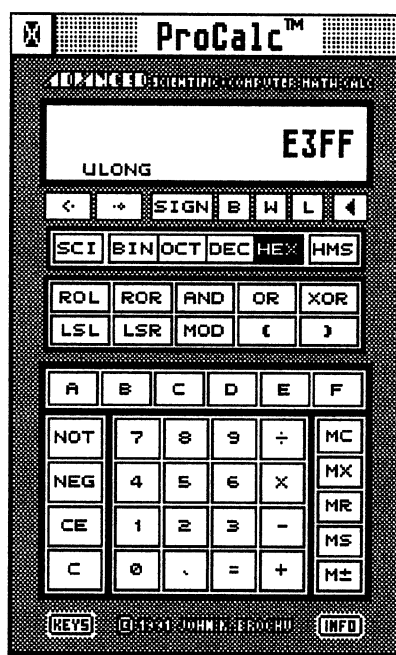 ProCalc™
ADVANCED SCIENTIFIC & COMPUTER MATH CALC
E3FF
ULONG
<· ·> SIGN B W L ◀
SCI BIN OCT DEC HEX HMS
ROL ROR AND OR XOR
LSL LSR MOD ( )
A B C D E F
NOT 7 8 9 ÷ MC
NEG 4 5 6 X MX
MR
CE 1 2 3 - MS
C 0 . = + M±
KEYS © 1991 JOHN INFO